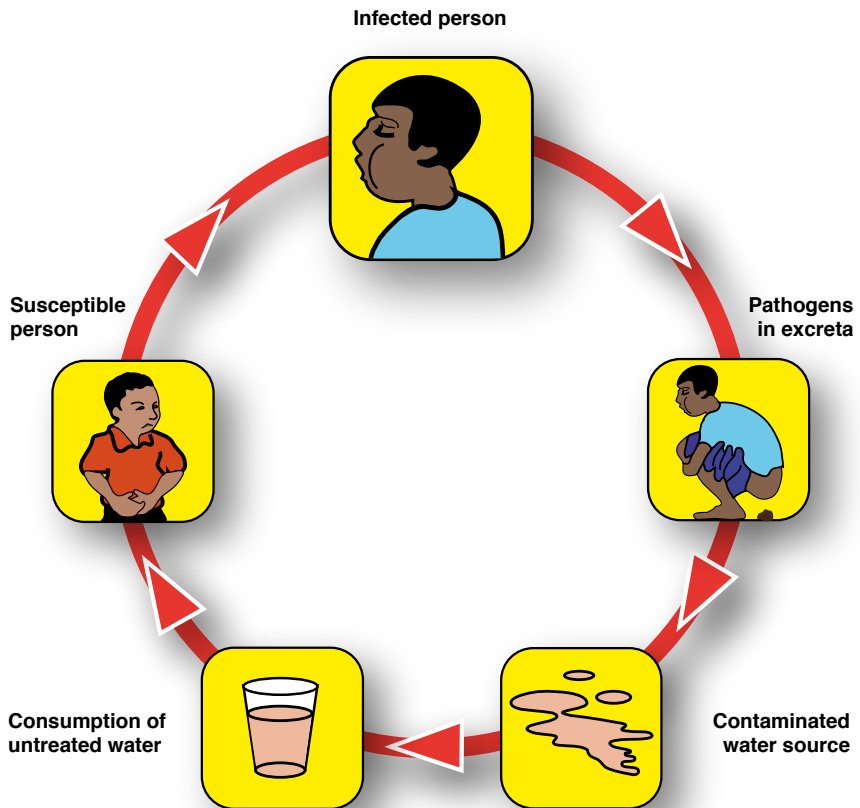 Infected person
Pathogens
in excreta
Contaminated
water source
Consumption of
untreated water
Susceptible
person